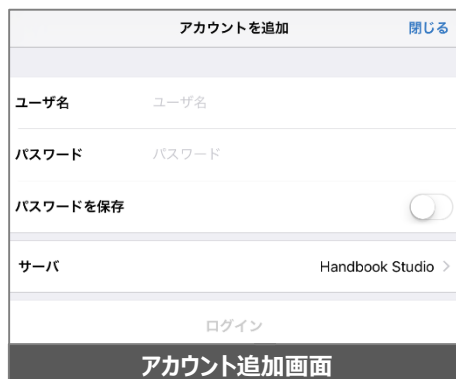 アカウントを追加 閉じる
ユーザ名 ユーザ名
パスワード パスワード
パスワードを保存
サーバ Handbook Studio >
ログイン
アカウント追加画面